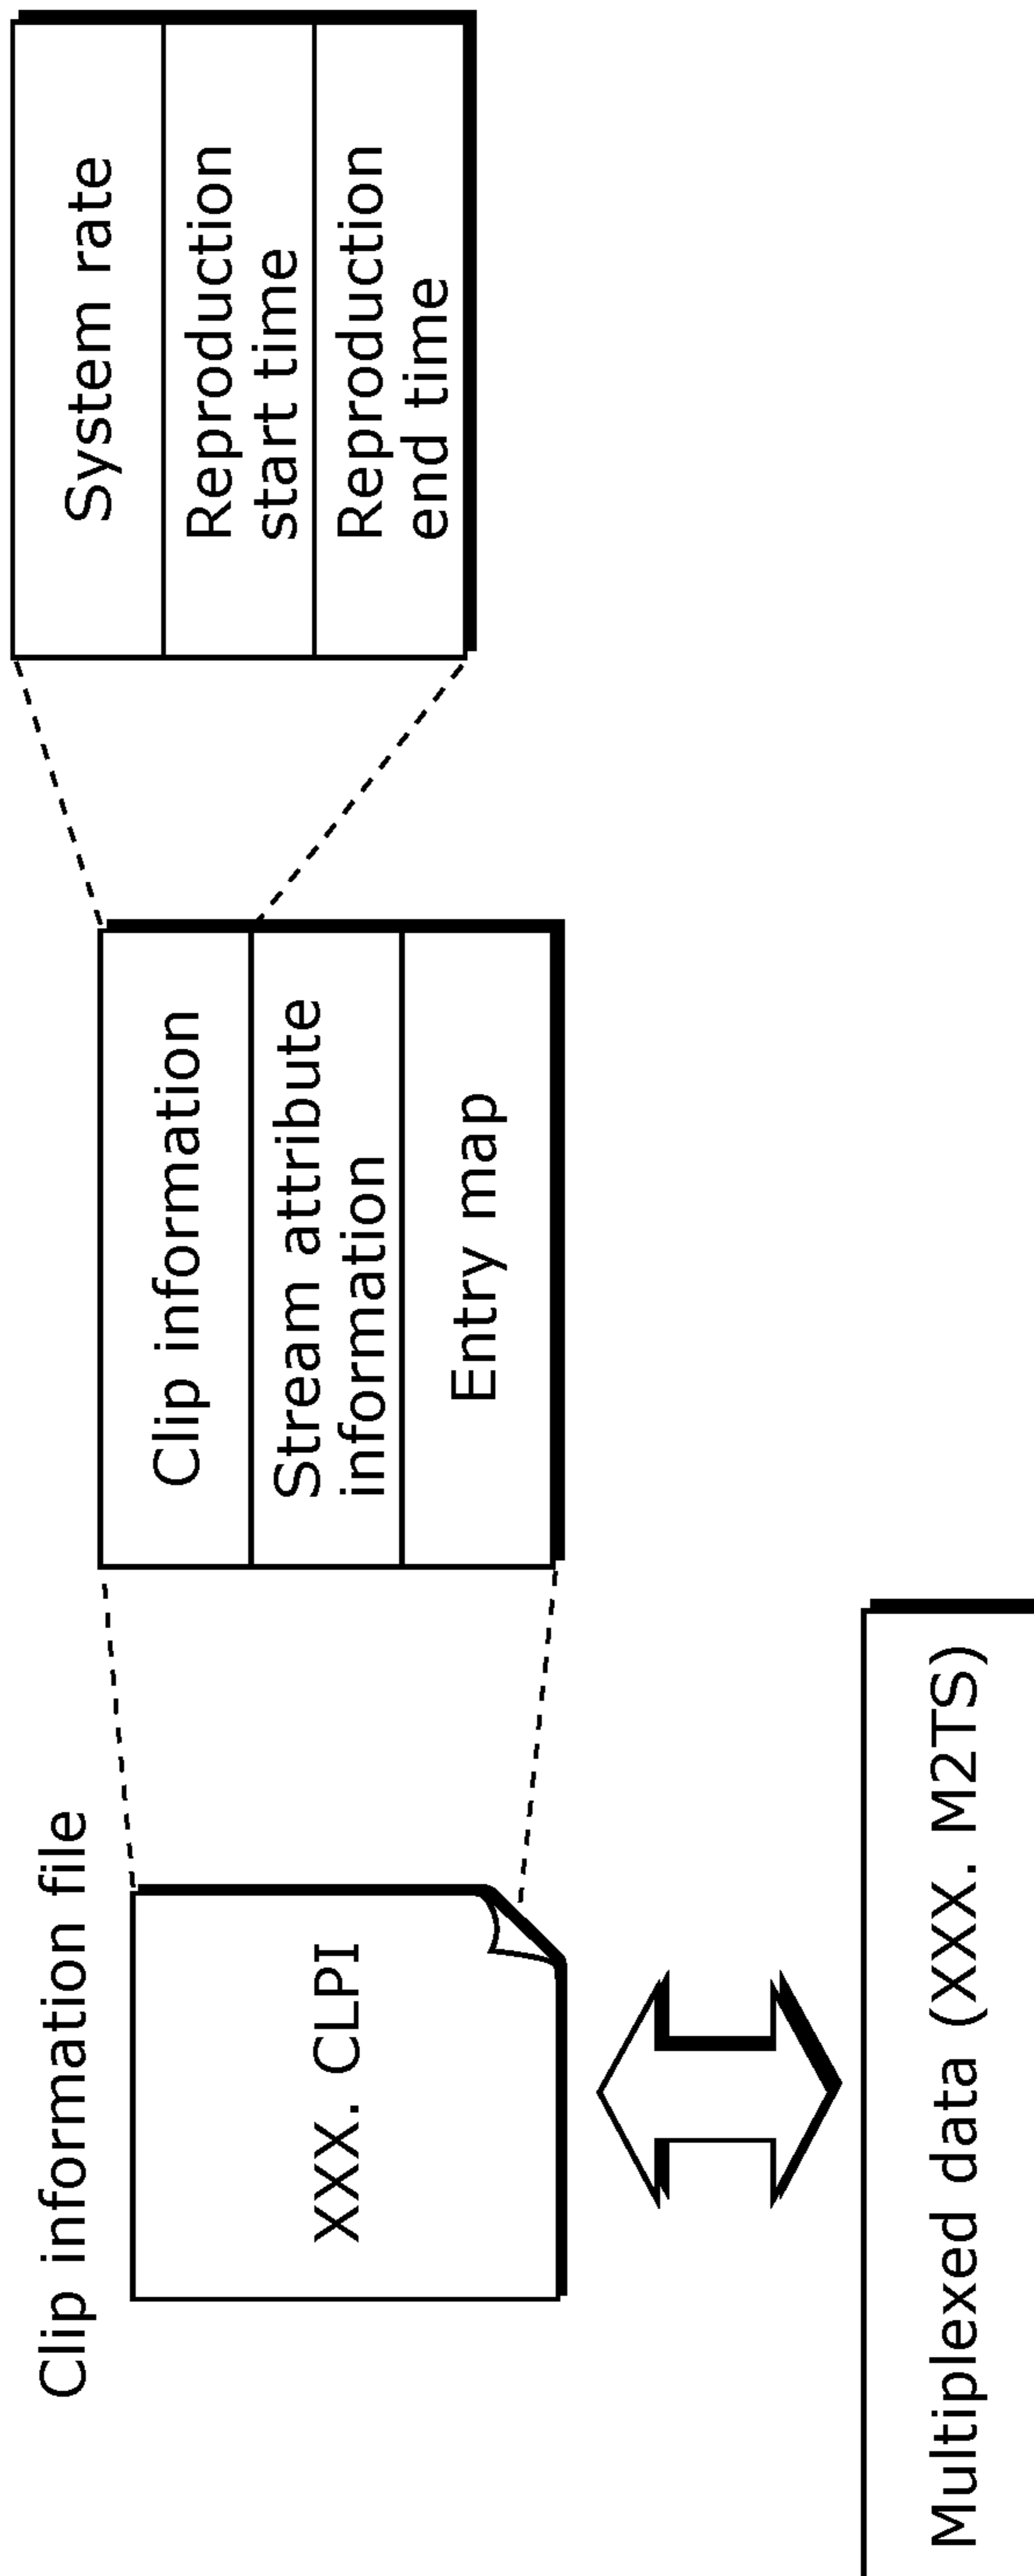 Clip information file
XXX. CLPI
Clip information
Stream attribute
information
Entry map
System rate
Reproduction
start time
Reproduction
end time
Multiplexed data (XXX. M2TS)